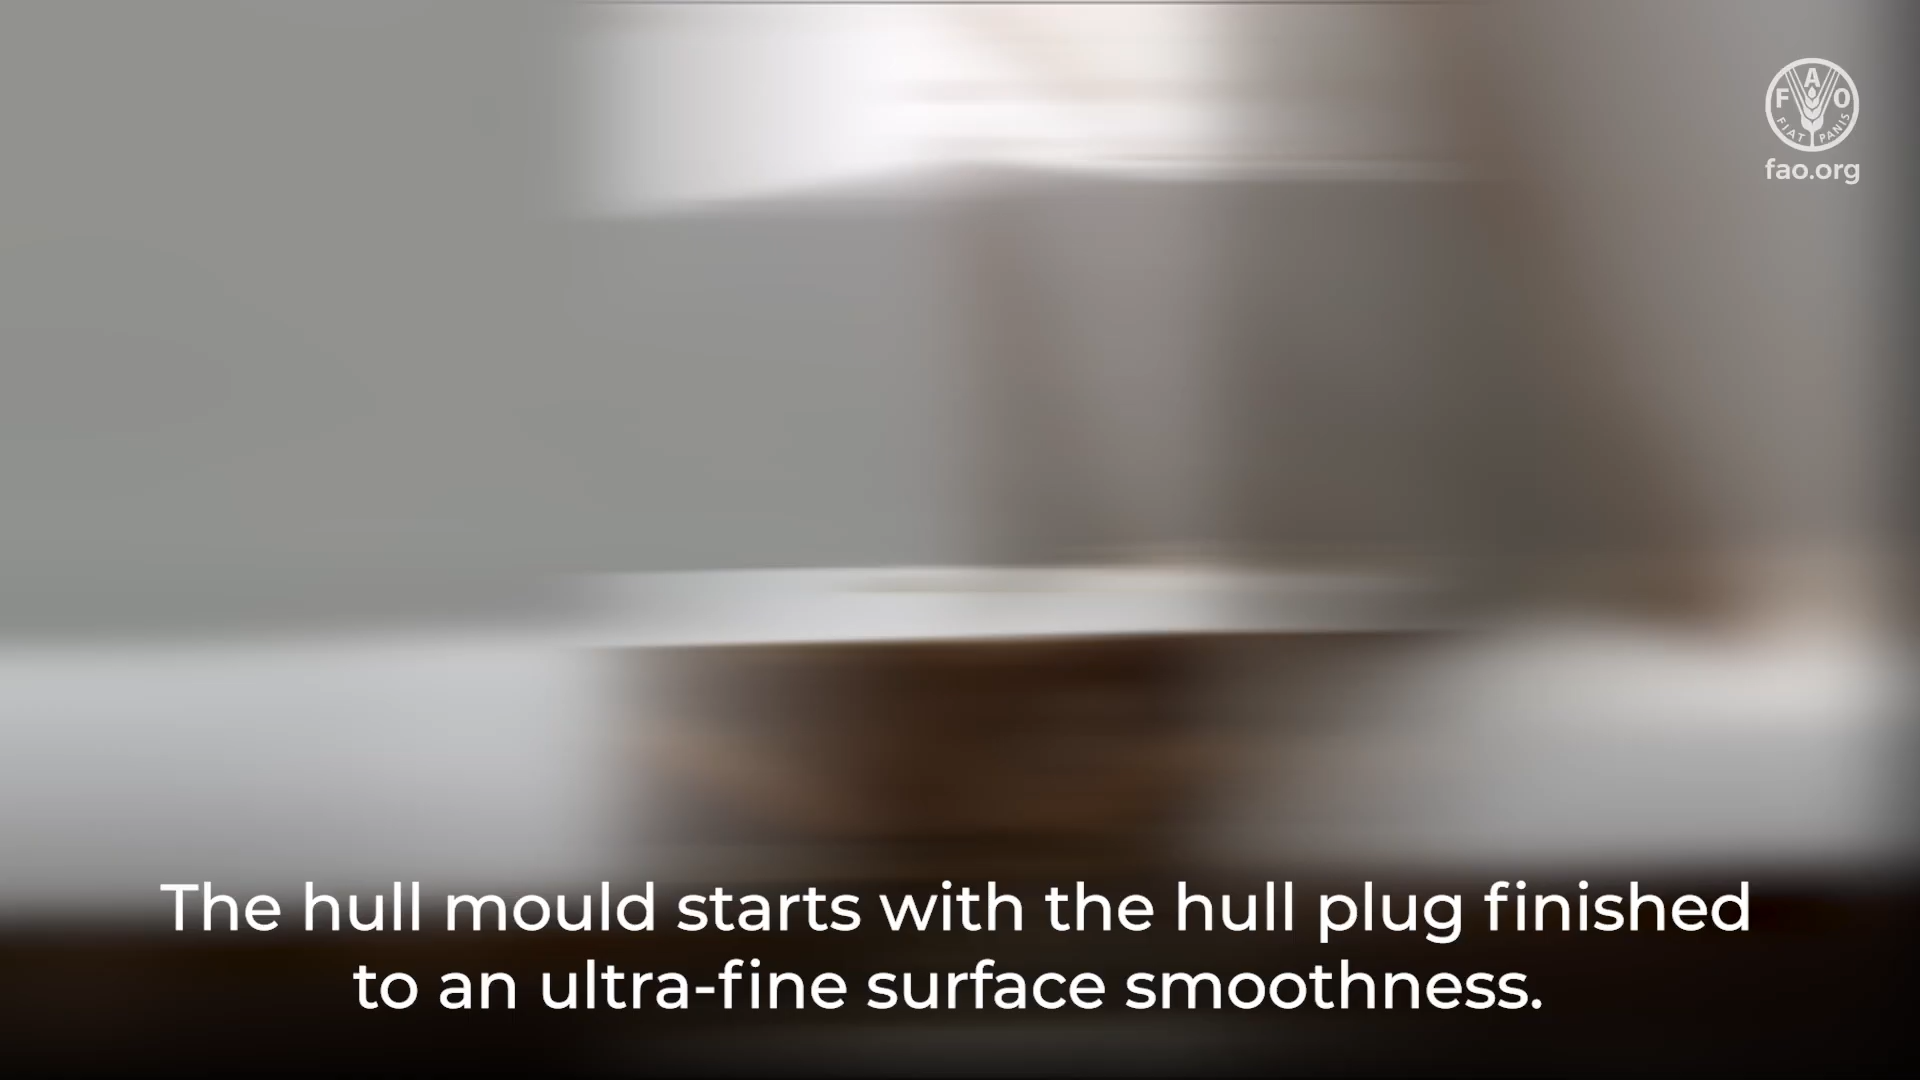 F A O
FIAT PANIS
fao.org
The hull mould starts with the hull plug finished
to an ultra-fine surface smoothness.